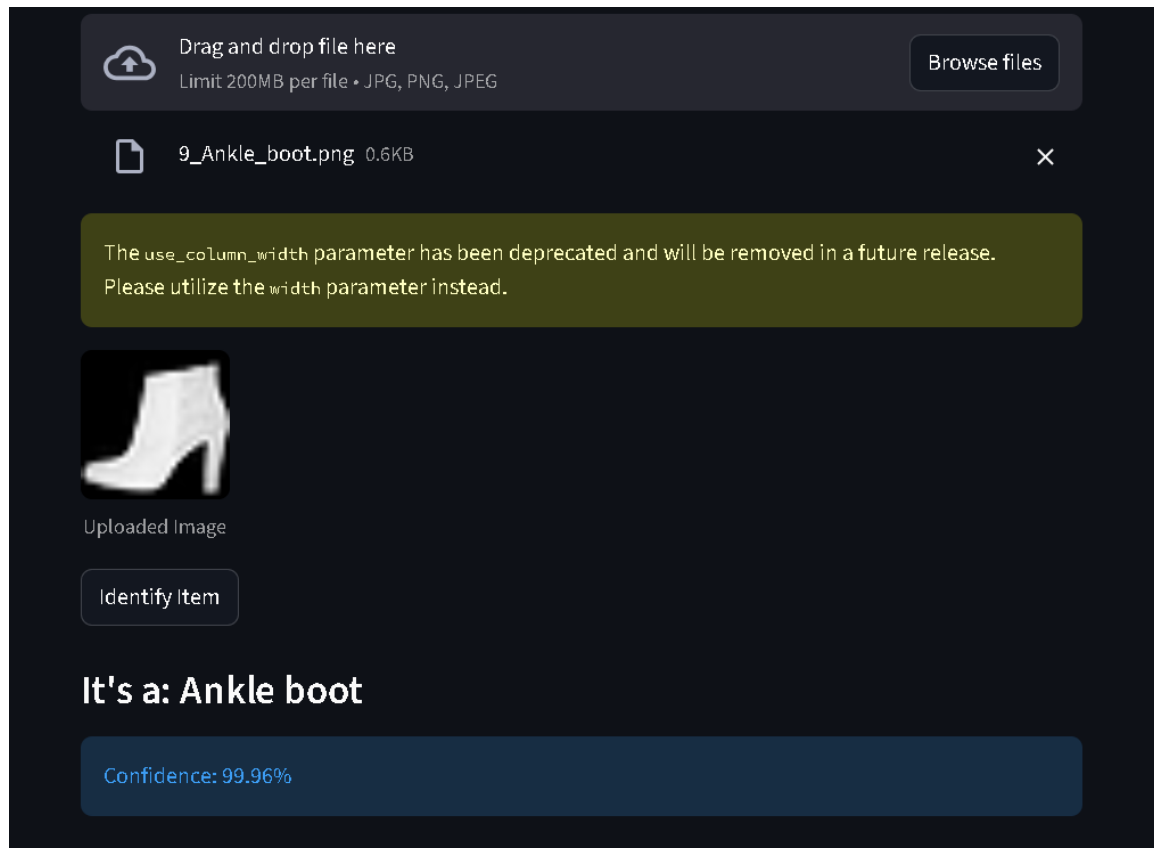 Drag and drop file here
Limit 200MB per file • JPG, PNG, JPEG
Browse files
9_Ankle_boot.png 0.6KB
The use_column_width parameter has been deprecated and will be removed in a future release.
Please utilize the width parameter instead.
Uploaded Image
Identify Item
It's a: Ankle boot
Confidence: 99.96%